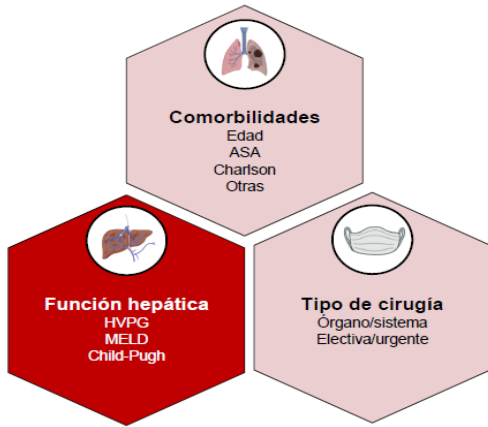 Comorbilidades
Edad
ASA
Charlson
Otras
Función hepática
HVPG
MELD
Child-Pugh
Tipo de cirugía
Órgano/sistema
Electiva/urgente